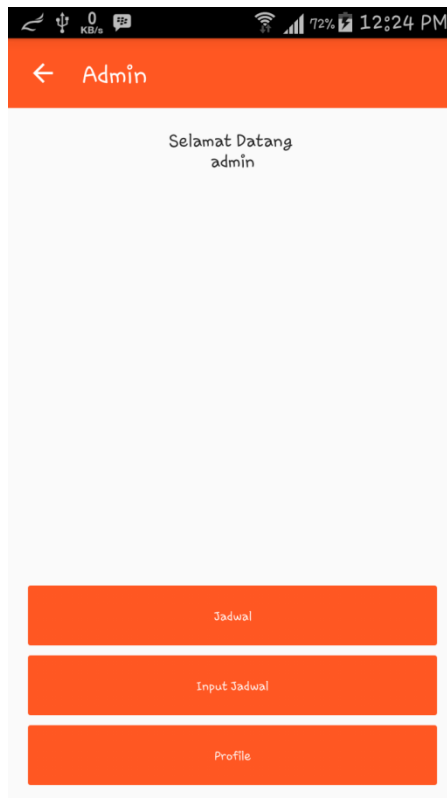 0
KB/s
72%
12:24 PM
Admin
Selamat Datang
admin
Jadwal
Input Jadwal
Profile